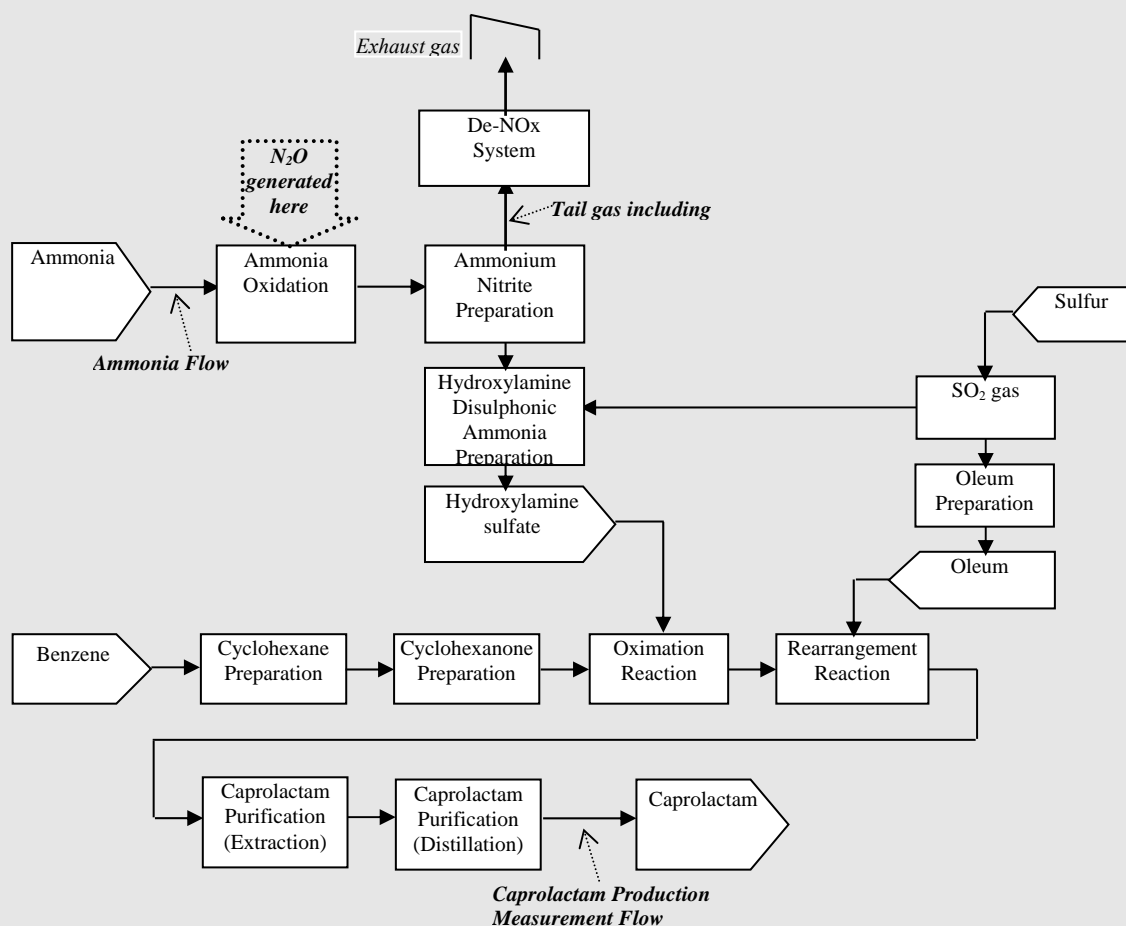 Exhaust gas
De-NOx
System
N₂O
generated
here
Tail gas including
Ammonia
Ammonia
Oxidation
Ammonium
Nitrite
Preparation
Sulfur
Ammonia Flow
Hydroxylamine
Disulphonic
Ammonia
Preparation
SO₂ gas
Oleum
Preparation
Hydroxylamine
sulfate
Oleum
Benzene
Cyclohexane
Preparation
Cyclohexanone
Preparation
Oximation
Reaction
Rearrangement
Reaction
Caprolactam
Purification
(Extraction)
Caprolactam
Purification
(Distillation)
Caprolactam
Caprolactam Production
Measurement Flow